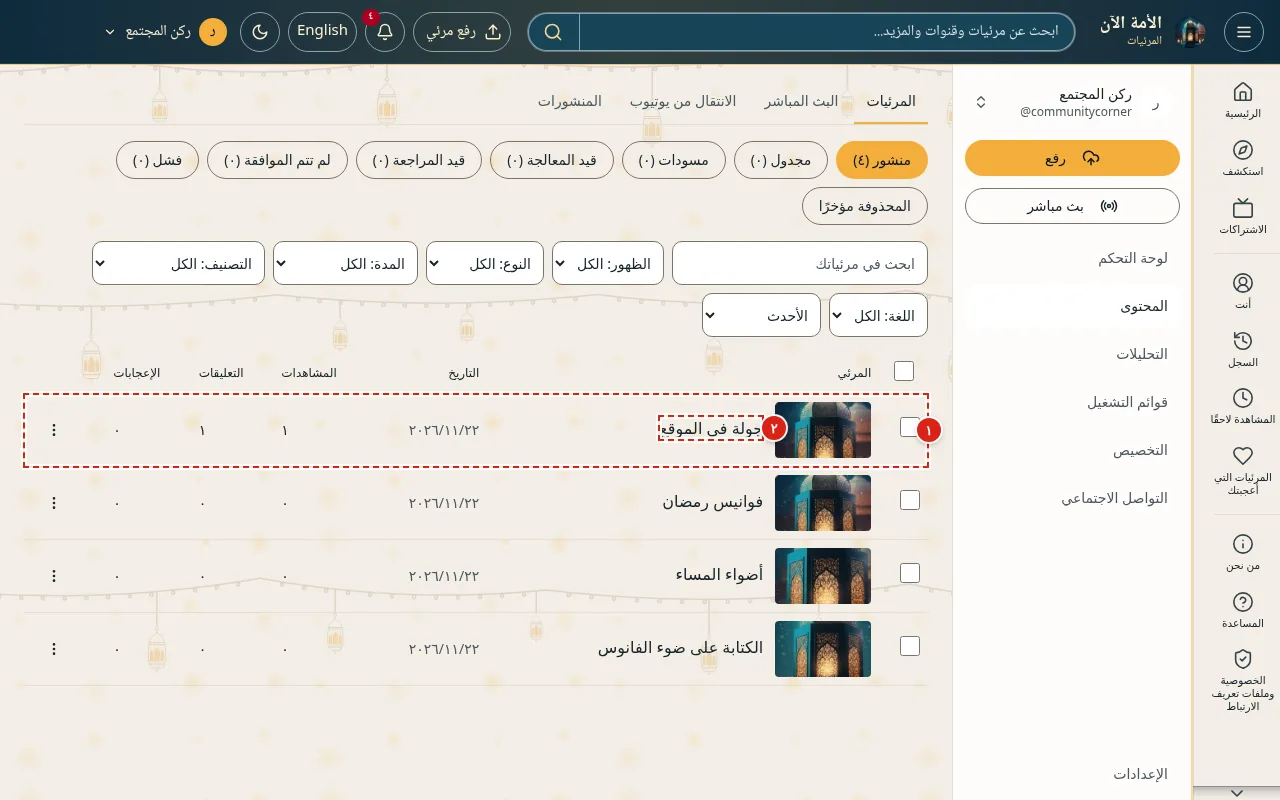 الأمة الآن
المرئيات
ابحث عن مرئيات وقنوات والمزيد...
رفع مرئي
٤
English
ر
ركن المجتمع
الرئيسية
استكشف
الاشتراكات
أنت
السجل
المشاهدة لاحقًا
المرئيات التي
أعجبتك
من نحن
المساعدة
الخصوصية
وملفات تعريف
الارتباط
ر
ركن المجتمع
@communitycorner
رفع
بث مباشر
لوحة التحكم
المحتوى
التحليلات
قوائم التشغيل
التخصيص
التواصل الاجتماعي
الإعدادات
المرئيات
البث المباشر
الانتقال من يوتيوب
المنشورات
منشور (٤)
مجدول (٠)
مسودات (٠)
قيد المعالجة (٠)
قيد المراجعة (٠)
لم تتم الموافقة (٠)
فشل (٠)
المحذوفة مؤخرًا
ابحث في مرئياتك
الظهور: الكل
النوع: الكل
المدة: الكل
التصنيف: الكل
اللغة: الكل
الأحدث
المرئي
التاريخ
المشاهدات
التعليقات
الإعجابات
١
٢
جولة في الموقع
٢٠٢٦/١١/٢٢
١
١
٠
فوانيس رمضان
٢٠٢٦/١١/٢٢
٠
٠
٠
أضواء المساء
٢٠٢٦/١١/٢٢
٠
٠
٠
الكتابة على ضوء الفانوس
٢٠٢٦/١١/٢٢
٠
٠
٠